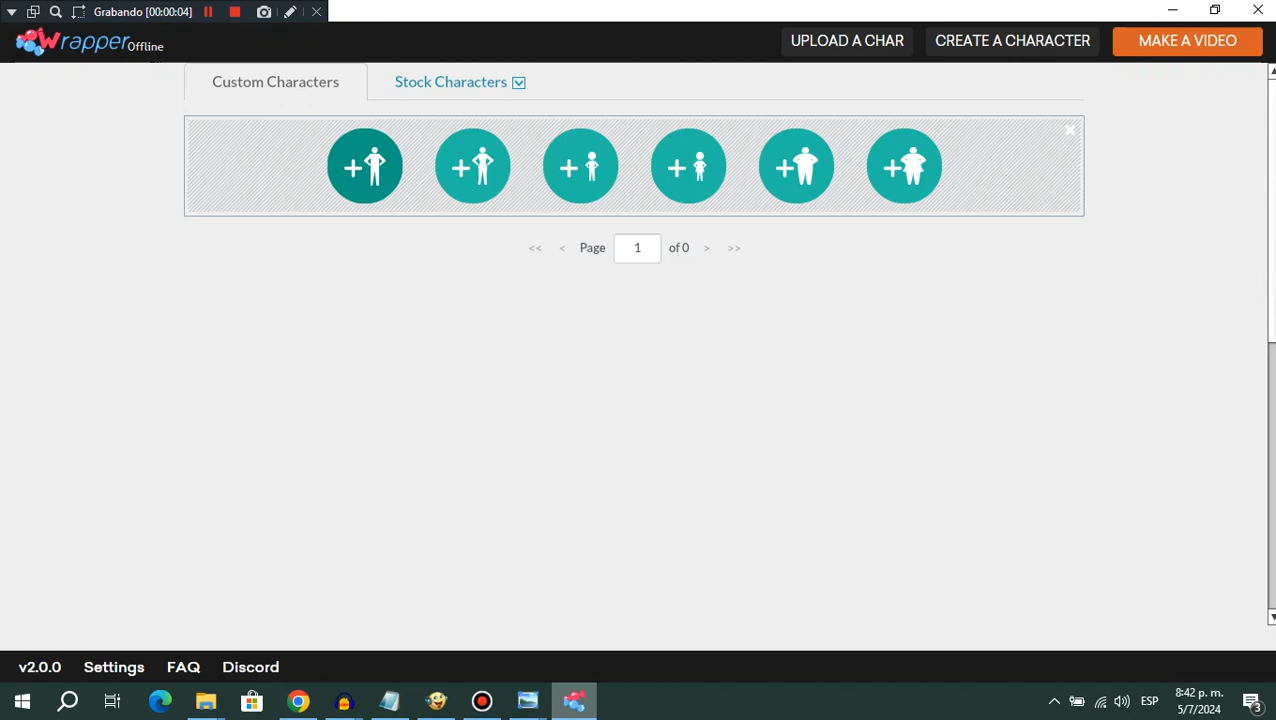 Grabando [00:00:04]
Wrapper Offline
UPLOAD A CHAR
CREATE A CHARACTER
MAKE A VIDEO
Custom Characters
Stock Characters
<< < Page 1 of 0 > >>
v2.0.0 Settings FAQ Discord
ESP
8:42 p. m.
5/7/2024
3